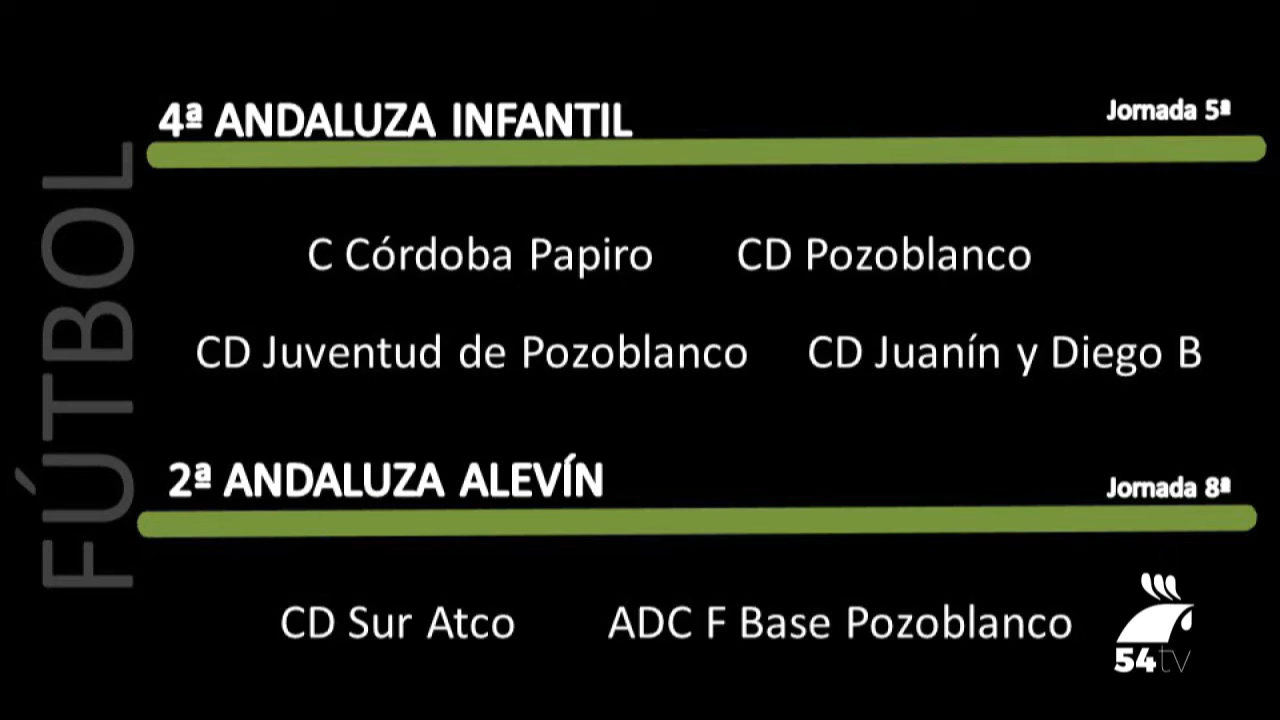 FÚTBOL
4ª ANDALUZA INFANTIL Jornada 5ª
C Córdoba Papiro CD Pozoblanco
CD Juventud de Pozoblanco CD Juanín y Diego B
2ª ANDALUZA ALEVÍN Jornada 8ª
CD Sur Atco ADC F Base Pozoblanco
54tv